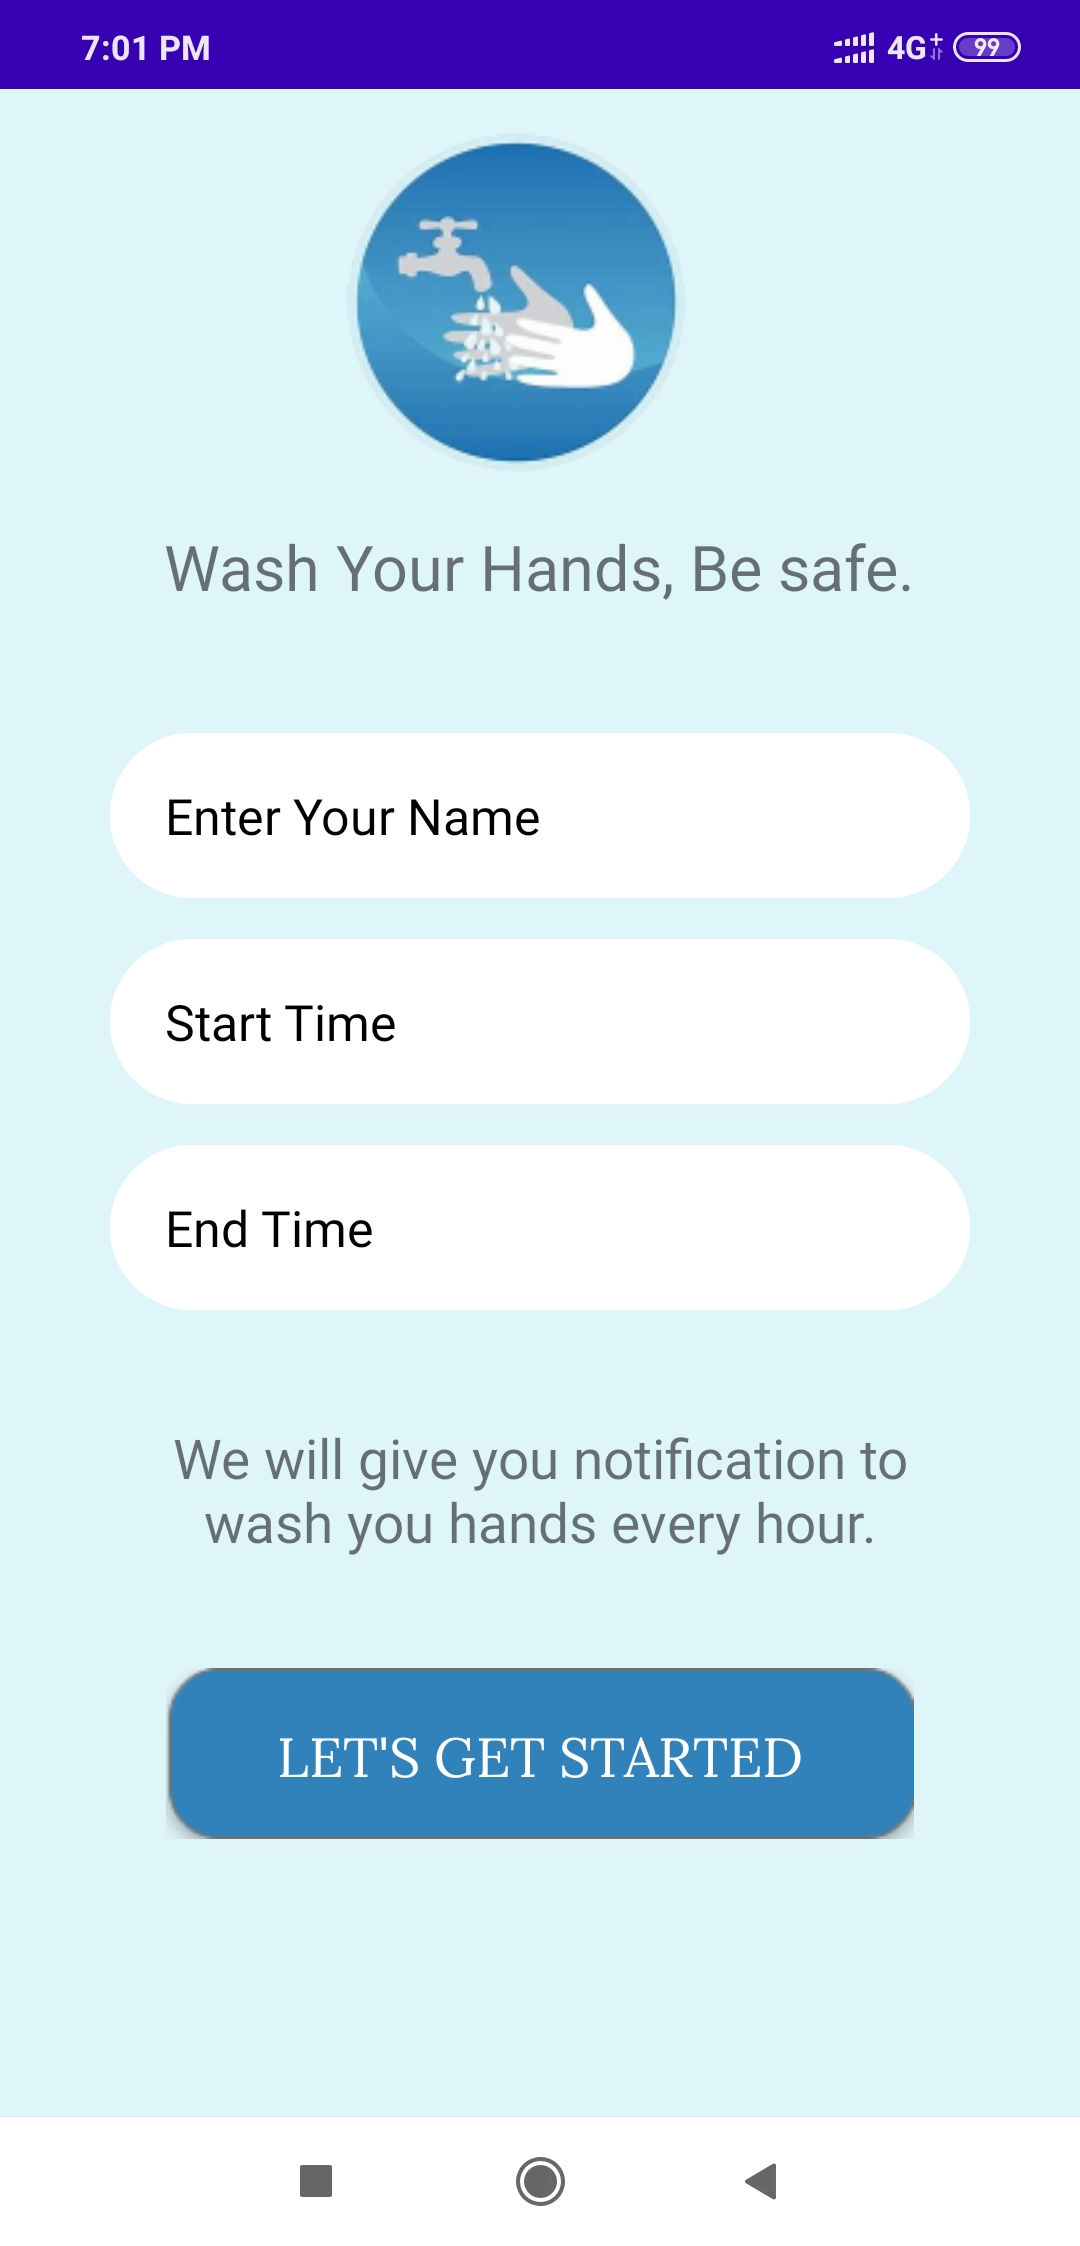 7:01 PM 4G+ 99
Wash Your Hands, Be safe.
Enter Your Name
Start Time
End Time
We will give you notification to
wash you hands every hour.
LET'S GET STARTED